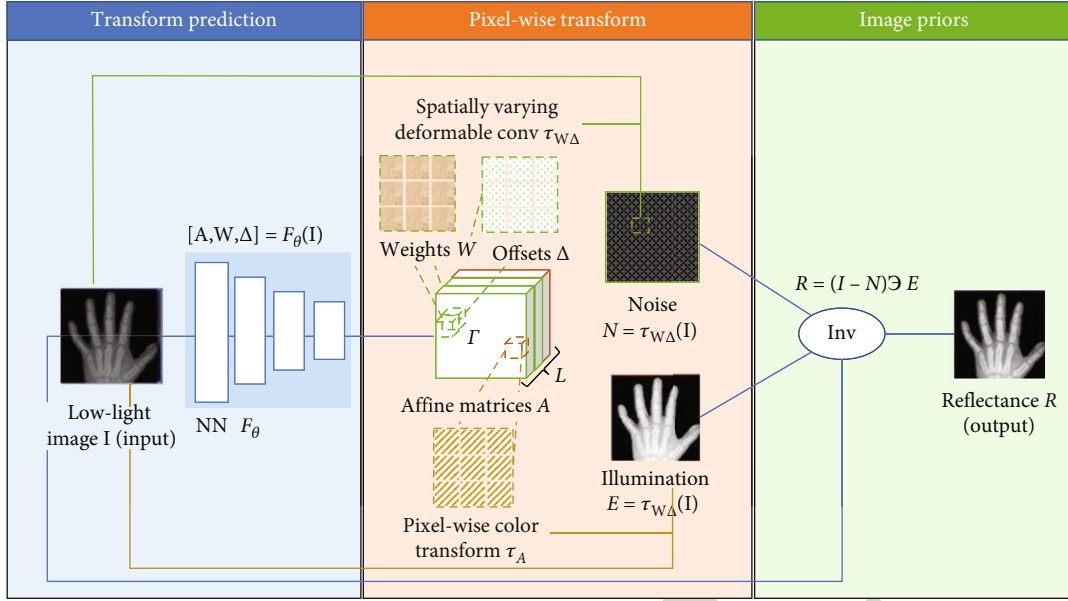 Transform prediction
Pixel-wise transform
Image priors
Spatially varying
deformable conv τWΔ
[A,W,Δ] = Fθ(I)
Weights W
Offsets Δ
Γ
L
Noise
N = τWΔ(I)
R = (I – N)Э E
Inv
Low-light
image I (input)
NN Fθ
Affine matrices A
Reflectance R
(output)
Illumination
E = τWΔ(I)
Pixel-wise color
transform τA